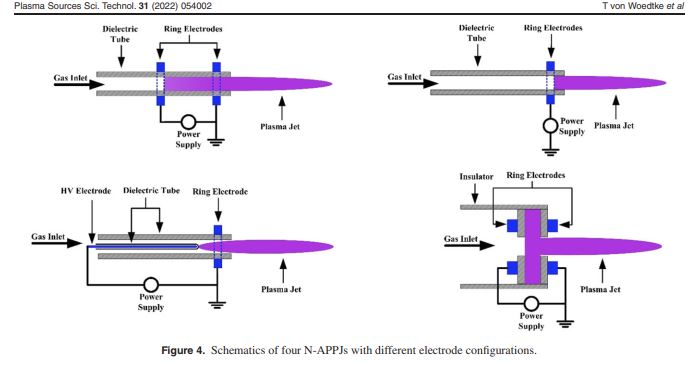 Plasma Sources Sci. Technol. 31 (2022) 054002
T von Woedtke et al
Dielectric
Tube
Ring Electrodes
Gas Inlet
Power
Supply
Plasma Jet
Dielectric
Tube
Ring Electrodes
Gas Inlet
Power
Supply
Plasma Jet
HV Electrode
Dielectric Tube
Ring Electrode
Gas Inlet
Power
Supply
Plasma Jet
Insulator
Ring Electrodes
Gas Inlet
Power
Supply
Plasma Jet
Figure 4. Schematics of four N-APPJs with different electrode configurations.